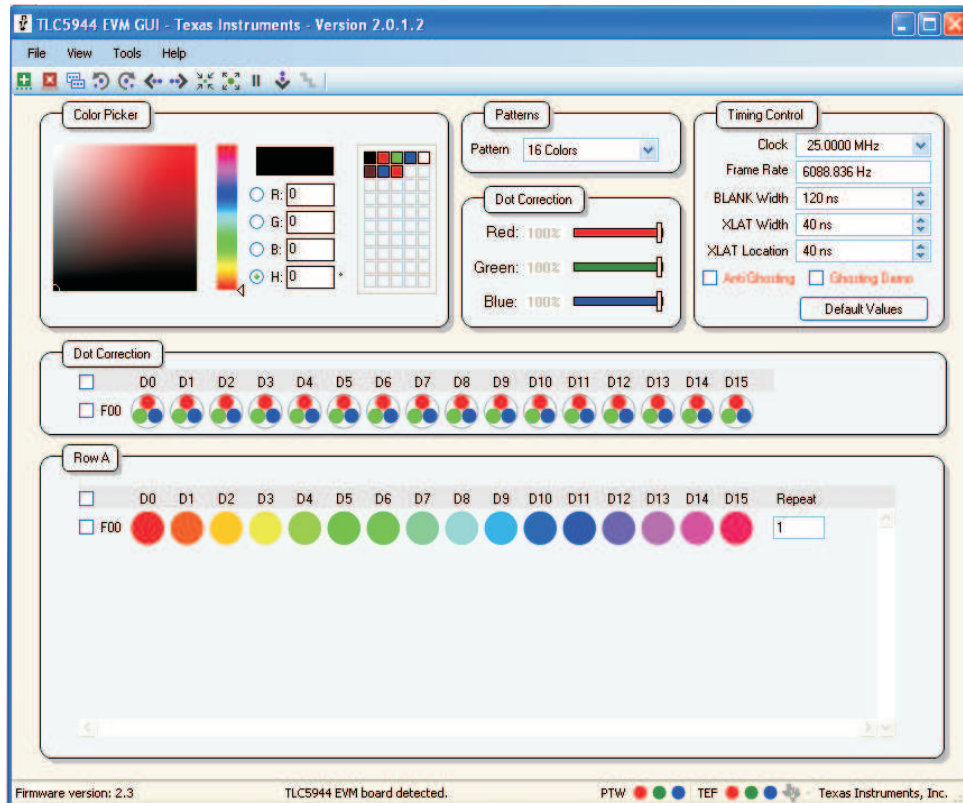 TLC5944 EVM GUI - Texas Instruments - Version 2.0.1.2
File View Tools Help
Color Picker
R: 0
G: 0
B: 0
H: 0 °
Patterns
Pattern 16 Colors
Dot Correction
Red: 100%
Green: 100%
Blue: 100%
Timing Control
Clock 25.0000 MHz
Frame Rate 6088.836 Hz
BLANK Width 120 ns
XLAT Width 40 ns
XLAT Location 40 ns
Anti Ghosting Ghosting Demo
Default Values
Dot Correction
D0 D1 D2 D3 D4 D5 D6 D7 D8 D9 D10 D11 D12 D13 D14 D15
F00
Row A
D0 D1 D2 D3 D4 D5 D6 D7 D8 D9 D10 D11 D12 D13 D14 D15 Repeat
F00 1
Firmware version: 2.3 TLC5944 EVM board detected. PTW TEF Texas Instruments, Inc.